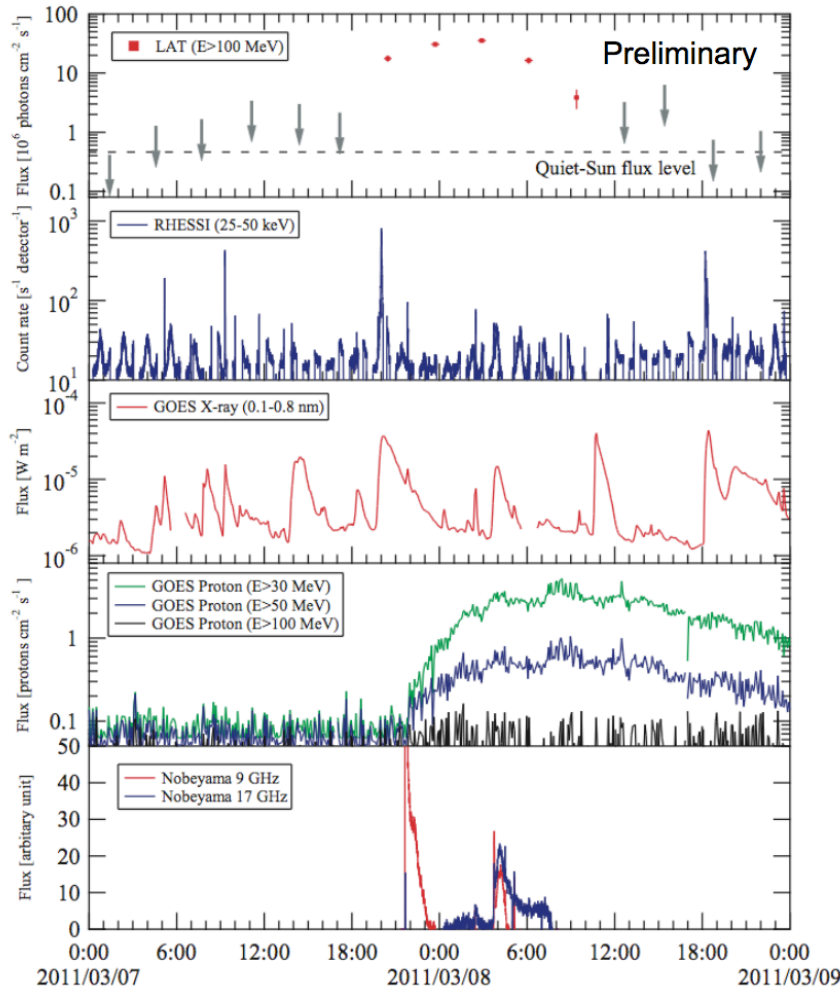 100
10
1
0.1
Flux [10⁶ photons cm⁻² s⁻¹]
LAT (E>100 MeV)
Preliminary
Quiet-Sun flux level
10³
10²
10¹
Count rate [s⁻¹ detector⁻¹]
RHESSI (25-50 keV)
10⁻⁴
10⁻⁵
10⁻⁶
Flux [W m⁻²]
GOES X-ray (0.1-0.8 nm)
1
0.1
Flux [protons cm⁻² s⁻¹]
GOES Proton (E>30 MeV)
GOES Proton (E>50 MeV)
GOES Proton (E>100 MeV)
50
40
30
20
10
0
Flux [arbitary unit]
Nobeyama 9 GHz
Nobeyama 17 GHz
0:00 6:00 12:00 18:00 0:00 6:00 12:00 18:00 0:00
2011/03/07 2011/03/08 2011/03/09